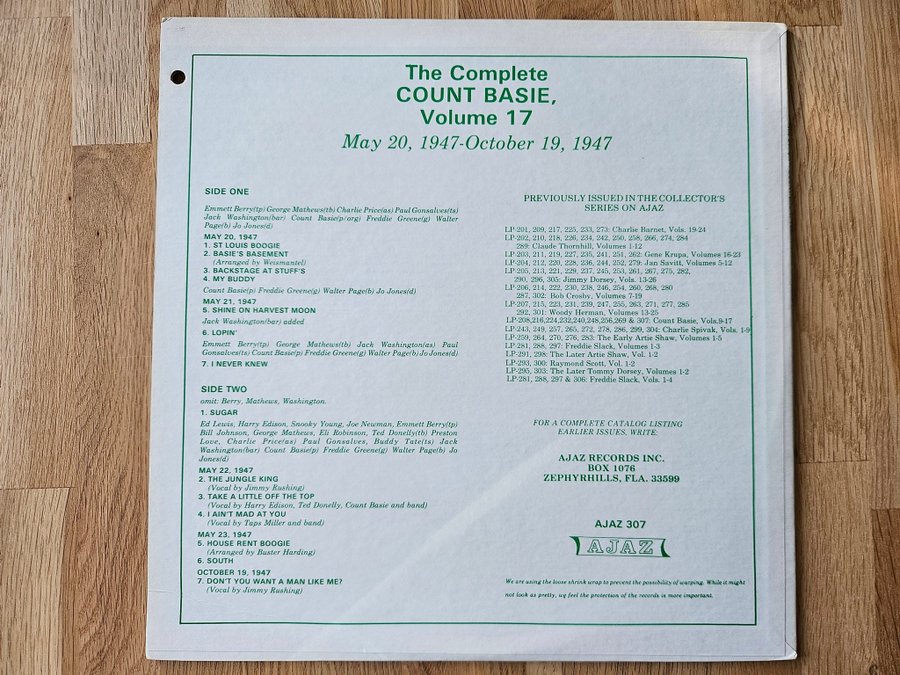 The Complete
COUNT BASIE,
Volume 17
May 20, 1947-October 19, 1947
SIDE ONE
Emmett Berry(tp) George Mathews(tb) Charlie Price(as) Paul Gonsalves(ts)
Jack Washington(bar) Count Basie(p/org) Freddie Greene(g) Walter
Page(b) Jo Jones(d)
MAY 20, 1947
1. ST LOUIS BOOGIE
2. BASIE'S BASEMENT
(Arranged by Weismantel)
3. BACKSTAGE AT STUFF'S
4. MY BUDDY
Count Basie(p) Freddie Greene(g) Walter Page(b) Jo Jones(d)
MAY 21, 1947
5. SHINE ON HARVEST MOON
Jack Washington(bar) added
6. LOPIN'
Emmett Berry(tp) George Mathews(tb) Jack Washington(as) Paul
Gonsalves(ts) Count Basie(p) Freddie Greene(g) Walter Page(b) Jo Jones(d)
7. I NEVER KNEW
SIDE TWO
omit: Berry, Mathews, Washington.
1. SUGAR
Ed Lewis, Harry Edison, Snooky Young, Joe Newman, Emmett Berry(tp)
Bill Johnson, George Mathews, Eli Robinson, Ted Donelly(tb) Preston
Love, Charlie Price(as) Paul Gonsalves, Buddy Tate(ts) Jack
Washington(bar) Count Basie(p) Freddie Greene(g) Walter Page(b) Jo
Jones(d)
MAY 22, 1947
2. THE JUNGLE KING
(Vocal by Jimmy Rushing)
3. TAKE A LITTLE OFF THE TOP
(Vocal by Harry Edison, Ted Donelly, Count Basie and band)
4. I AIN'T MAD AT YOU
(Vocal by Taps Miller and band)
MAY 23, 1947
5. HOUSE RENT BOOGIE
(Arranged by Buster Harding)
6. SOUTH
OCTOBER 19, 1947
7. DON'T YOU WANT A MAN LIKE ME?
(Vocal by Jimmy Rushing)
PREVIOUSLY ISSUED IN THE COLLECTOR'S
SERIES ON AJAZ
LP-201, 209, 217, 225, 233, 273: Charlie Barnet, Vols. 19-24
LP-202, 210, 218, 226, 234, 242, 250, 258, 266, 274, 284
289: Claude Thornhill, Volumes 1-12
LP-203, 211, 219, 227, 235, 241, 251, 262: Gene Krupa, Volumes 16-23
LP-204, 212, 220, 228, 236, 244, 252, 279: Jan Savitt, Volumes 5-12
LP-205, 213, 221, 229, 237, 245, 253, 261, 267, 275, 282,
290, 296, 305: Jimmy Dorsey, Vols. 13-26
LP-206, 214, 222, 230, 238, 246, 254, 260, 268, 280
287, 302: Bob Crosby, Volumes 7-19
LP-207, 215, 223, 231, 239, 247, 255, 263, 271, 277, 285
292, 301: Woody Herman, Volumes 13-25
LP-208,216,224,232,240,248,256,269 & 307: Count Basie, Vols.9-17
LP-243, 249, 257, 265, 272, 278, 286, 299, 304: Charlie Spivak, Vols. 1-9
LP-259, 264, 270, 276, 283: The Early Artie Shaw, Volumes 1-5
LP-281, 288, 297: Freddie Slack, Volumes 1-3
LP-291, 298: The Later Artie Shaw, Vol. 1-2
LP-293, 300: Raymond Scott, Vol. 1-2
LP-295, 303: The Later Tommy Dorsey, Volumes 1-2
LP-281, 288, 297 & 306: Freddie Slack, Vols. 1-4
FOR A COMPLETE CATALOG LISTING
EARLIER ISSUES, WRITE:
AJAZ RECORDS INC.
BOX 1076
ZEPHYRHILLS, FLA. 33599
AJAZ 307
AJAZ
We are using the loose shrink wrap to prevent the possibility of warping. While it might
not look as pretty, we feel the protection of the records is more important.